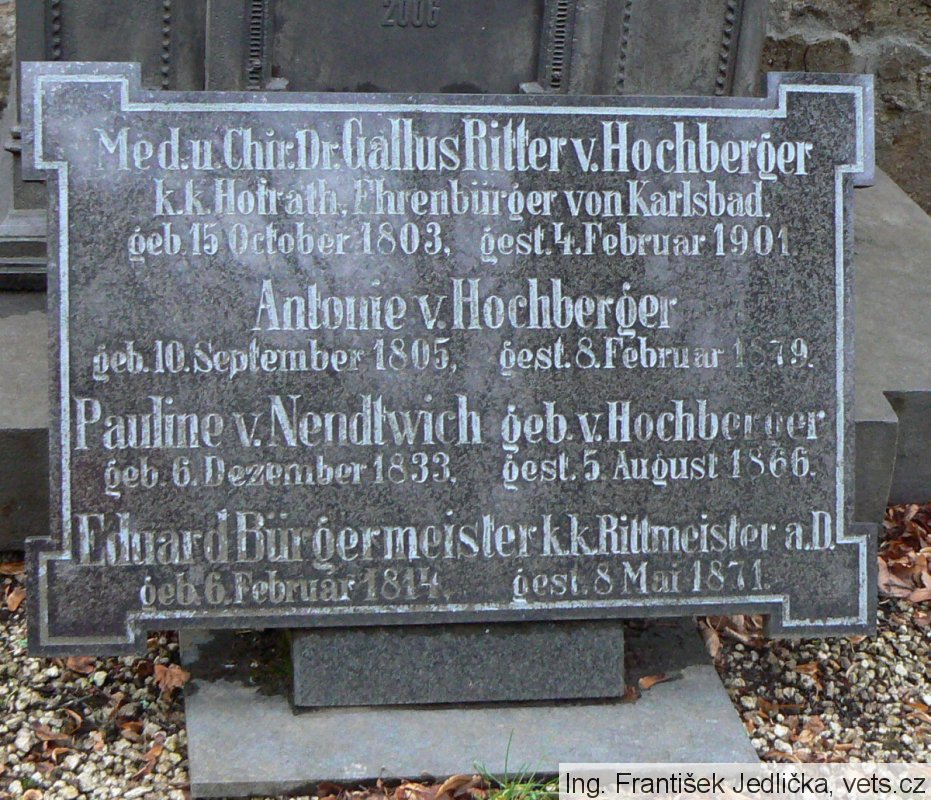 2006
Med.u.Chir.Dr.Gallus Ritter v.Hochberger
k.k.Hofrath, Ehrenbürger von Karlsbad,
geb.15 October 1803, gest.4.Februar 1901
Antonie v.Hochberger
geb.10.September 1805, gest.8.Februar 1879.
Pauline v.Nendtwich geb.v.Hochberger
geb.6.Dezember 1833, gest.5.August 1866.
Eduard Bürgermeister k.k.Rittmeister a.D.
geb.6.Februar 1814. gest.8 Mai 1871.
Ing. František Jedlička, vets.cz